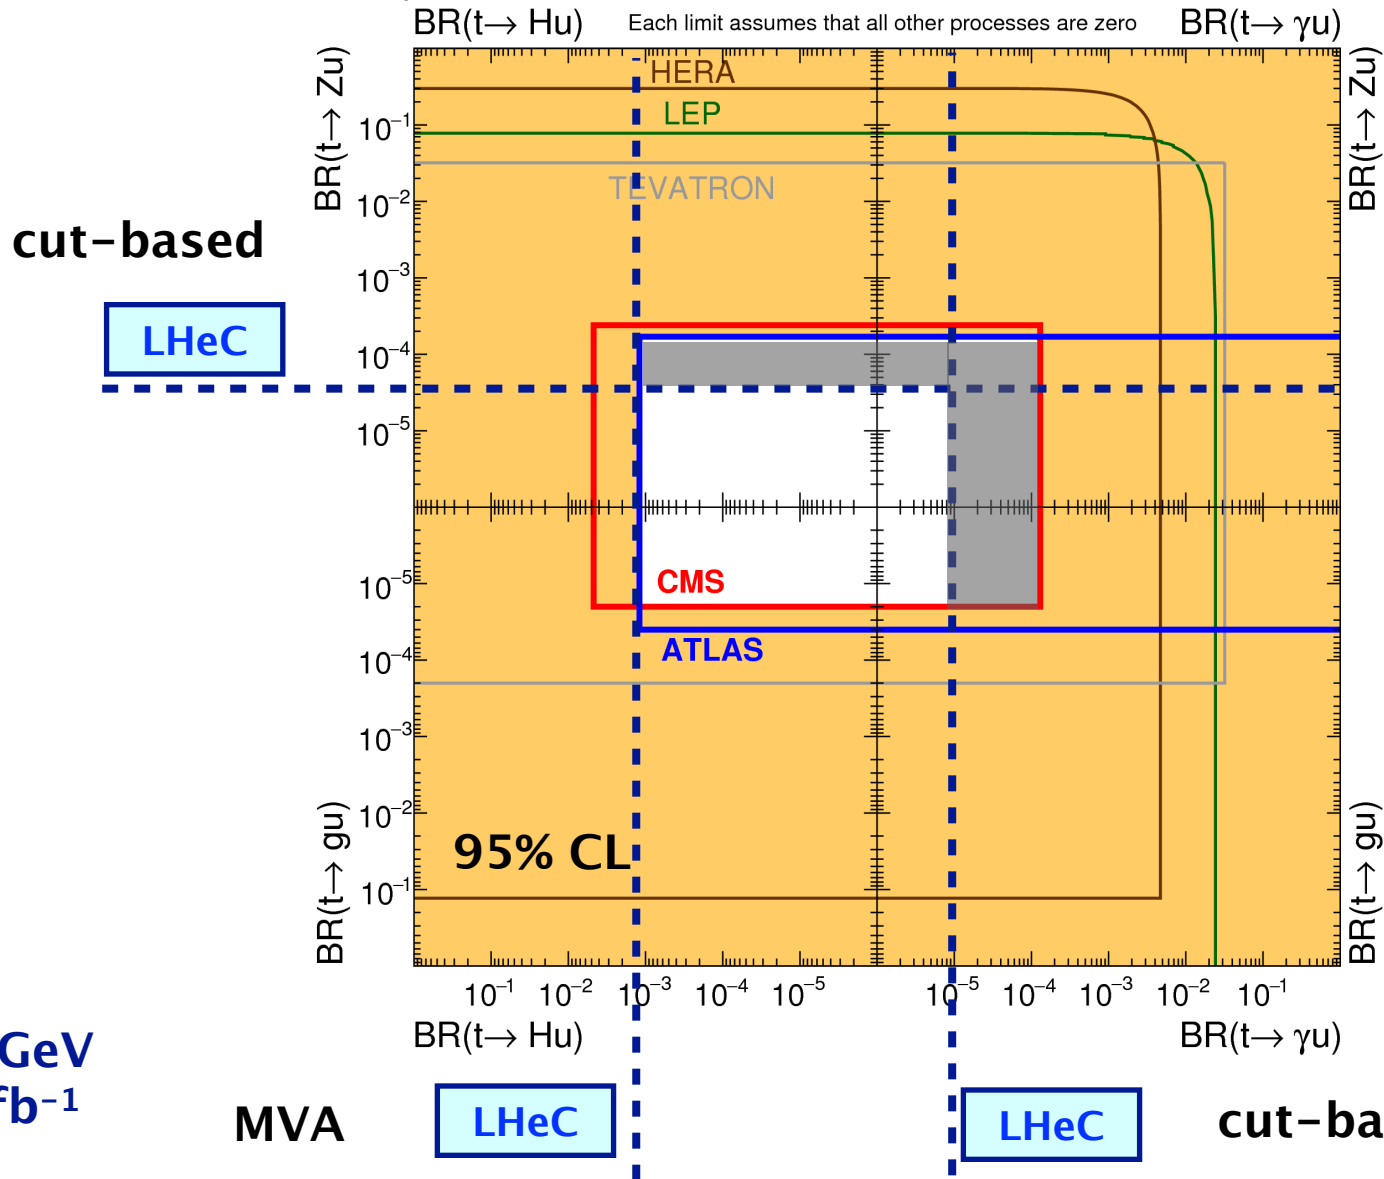 BR(t→ Hu) Each limit assumes that all other processes are zero BR(t→ γu)
BR(t→ Zu)
BR(t→ Zu)
HERA
LEP
10⁻¹
TEVATRON
10⁻²
cut-based
10⁻³
LHeC
10⁻⁴
10⁻⁵
10⁻⁵
CMS
ATLAS
10⁻⁴
10⁻³
10⁻²
BR(t→ gu)
BR(t→ gu)
95% CL
10⁻¹
10⁻¹ 10⁻² 10⁻³ 10⁻⁴ 10⁻⁵ 10⁻⁵ 10⁻⁴ 10⁻³ 10⁻² 10⁻¹
BR(t→ Hu) BR(t→ γu)
GeV
fb⁻¹
MVA LHeC LHeC cut-ba